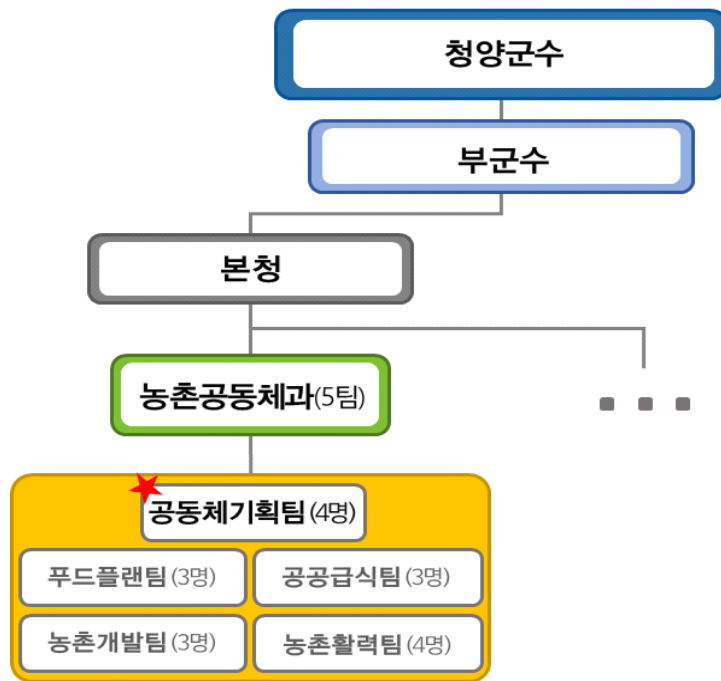 청양군수
부군수
본청
농촌공동체과(5팀)
공동체기획팀(4명)
푸드플랜팀(3명)
공공급식팀(3명)
농촌개발팀(3명)
농촌활력팀(4명)